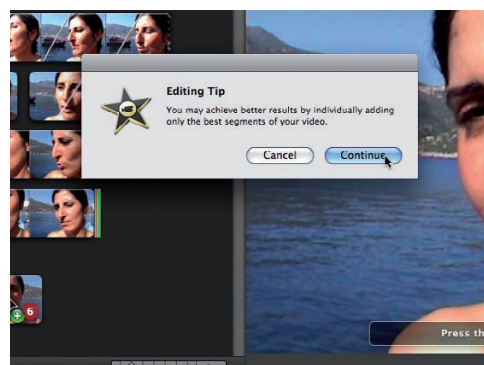 Editing Tip
You may achieve better results by individually adding
only the best segments of your video.
Cancel
Continue
6
Press th